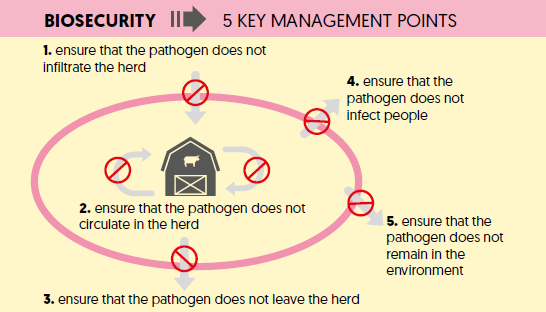 BIOSECURITY 5 KEY MANAGEMENT POINTS
1. ensure that the pathogen does not
infiltrate the herd
4. ensure that the
pathogen does not
infect people
2. ensure that the pathogen does not
circulate in the herd
5. ensure that the
pathogen does not
remain in the
environment
3. ensure that the pathogen does not leave the herd